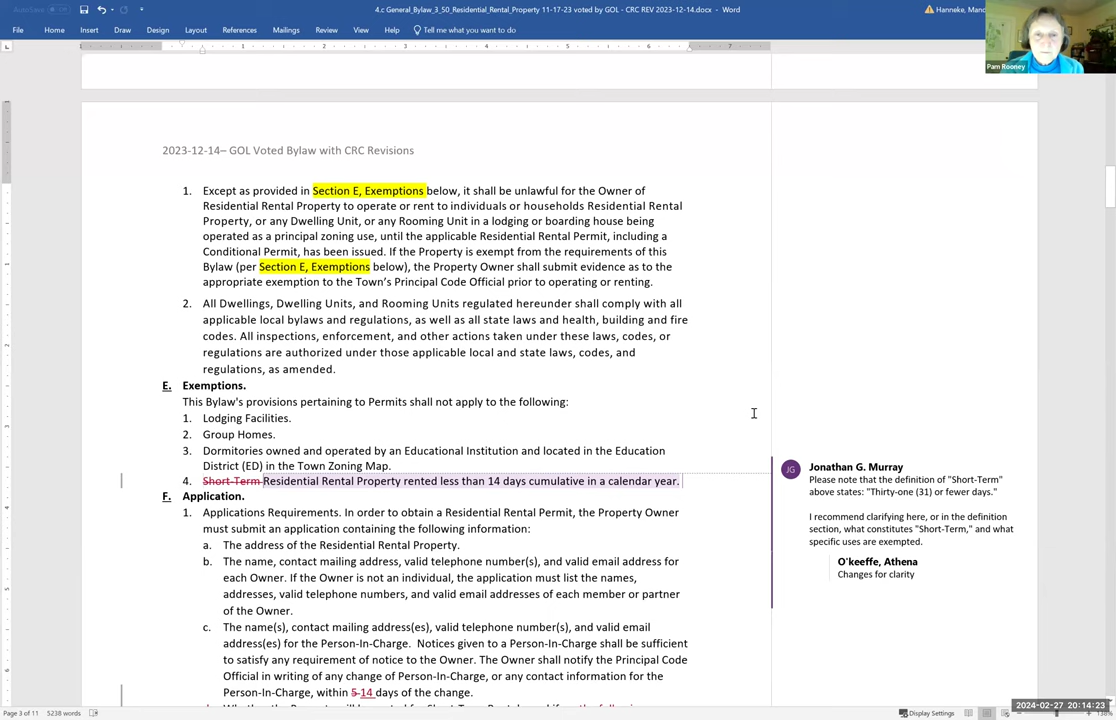 AutoSave Off
4.c General_Bylaw_3_50_Residential_Rental_Property 11-17-23 voted by GOL - CRC REV 2023-12-14.docx - Word
Hanneke, Manc
File Home Insert Draw Design Layout References Mailings Review View Help Tell me what you want to do
Pam Rooney
2023-12-14– GOL Voted Bylaw with CRC Revisions
1. Except as provided in Section E, Exemptions below, it shall be unlawful for the Owner of
Residential Rental Property to operate or rent to individuals or households Residential Rental
Property, or any Dwelling Unit, or any Rooming Unit in a lodging or boarding house being
operated as a principal zoning use, until the applicable Residential Rental Permit, including a
Conditional Permit, has been issued. If the Property is exempt from the requirements of this
Bylaw (per Section E, Exemptions below), the Property Owner shall submit evidence as to the
appropriate exemption to the Town's Principal Code Official prior to operating or renting.
2. All Dwellings, Dwelling Units, and Rooming Units regulated hereunder shall comply with all
applicable local bylaws and regulations, as well as all state laws and health, building and fire
codes. All inspections, enforcement, and other actions taken under these laws, codes, or
regulations are authorized under those applicable local and state laws, codes, and
regulations, as amended.
E. Exemptions.
This Bylaw's provisions pertaining to Permits shall not apply to the following:
1. Lodging Facilities.
2. Group Homes.
3. Dormitories owned and operated by an Educational Institution and located in the Education
District (ED) in the Town Zoning Map.
4. Short-Term Residential Rental Property rented less than 14 days cumulative in a calendar year.
F. Application.
1. Applications Requirements. In order to obtain a Residential Rental Permit, the Property Owner
must submit an application containing the following information:
a. The address of the Residential Rental Property.
b. The name, contact mailing address, valid telephone number(s), and valid email address for
each Owner. If the Owner is not an individual, the application must list the names,
addresses, valid telephone numbers, and valid email addresses of each member or partner
of the Owner.
c. The name(s), contact mailing address(es), valid telephone number(s), and valid email
address(es) for the Person-In-Charge. Notices given to a Person-In-Charge shall be sufficient
to satisfy any requirement of notice to the Owner. The Owner shall notify the Principal Code
Official in writing of any change of Person-In-Charge, or any contact information for the
Person-In-Charge, within 5 14 days of the change.
JG
Jonathan G. Murray
Please note that the definition of "Short-Term"
above states: "Thirty-one (31) or fewer days."
I recommend clarifying here, or in the definition
section, what constitutes "Short-Term," and what
specific uses are exempted.
O'keeffe, Athena
Changes for clarity
Page 3 of 11 5238 words
Display Settings
2024-02-27 20:14:23